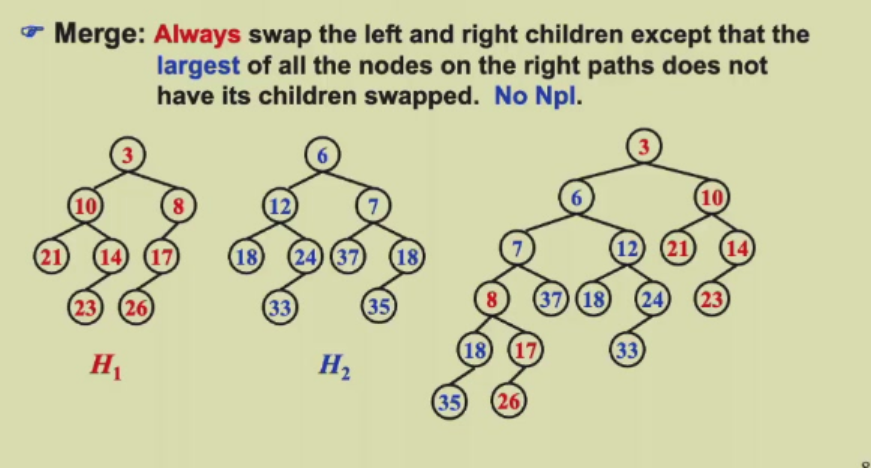 ☞ Merge: Always swap the left and right children except that the
largest of all the nodes on the right paths does not
have its children swapped. No Npl.
3 6 3
10 8 12 7 6 10
21 14 17 18 24 37 18 7 12 21 14
23 26 33 35 8 37 18 24 23
H1 H2 18 17 33
35 26
8